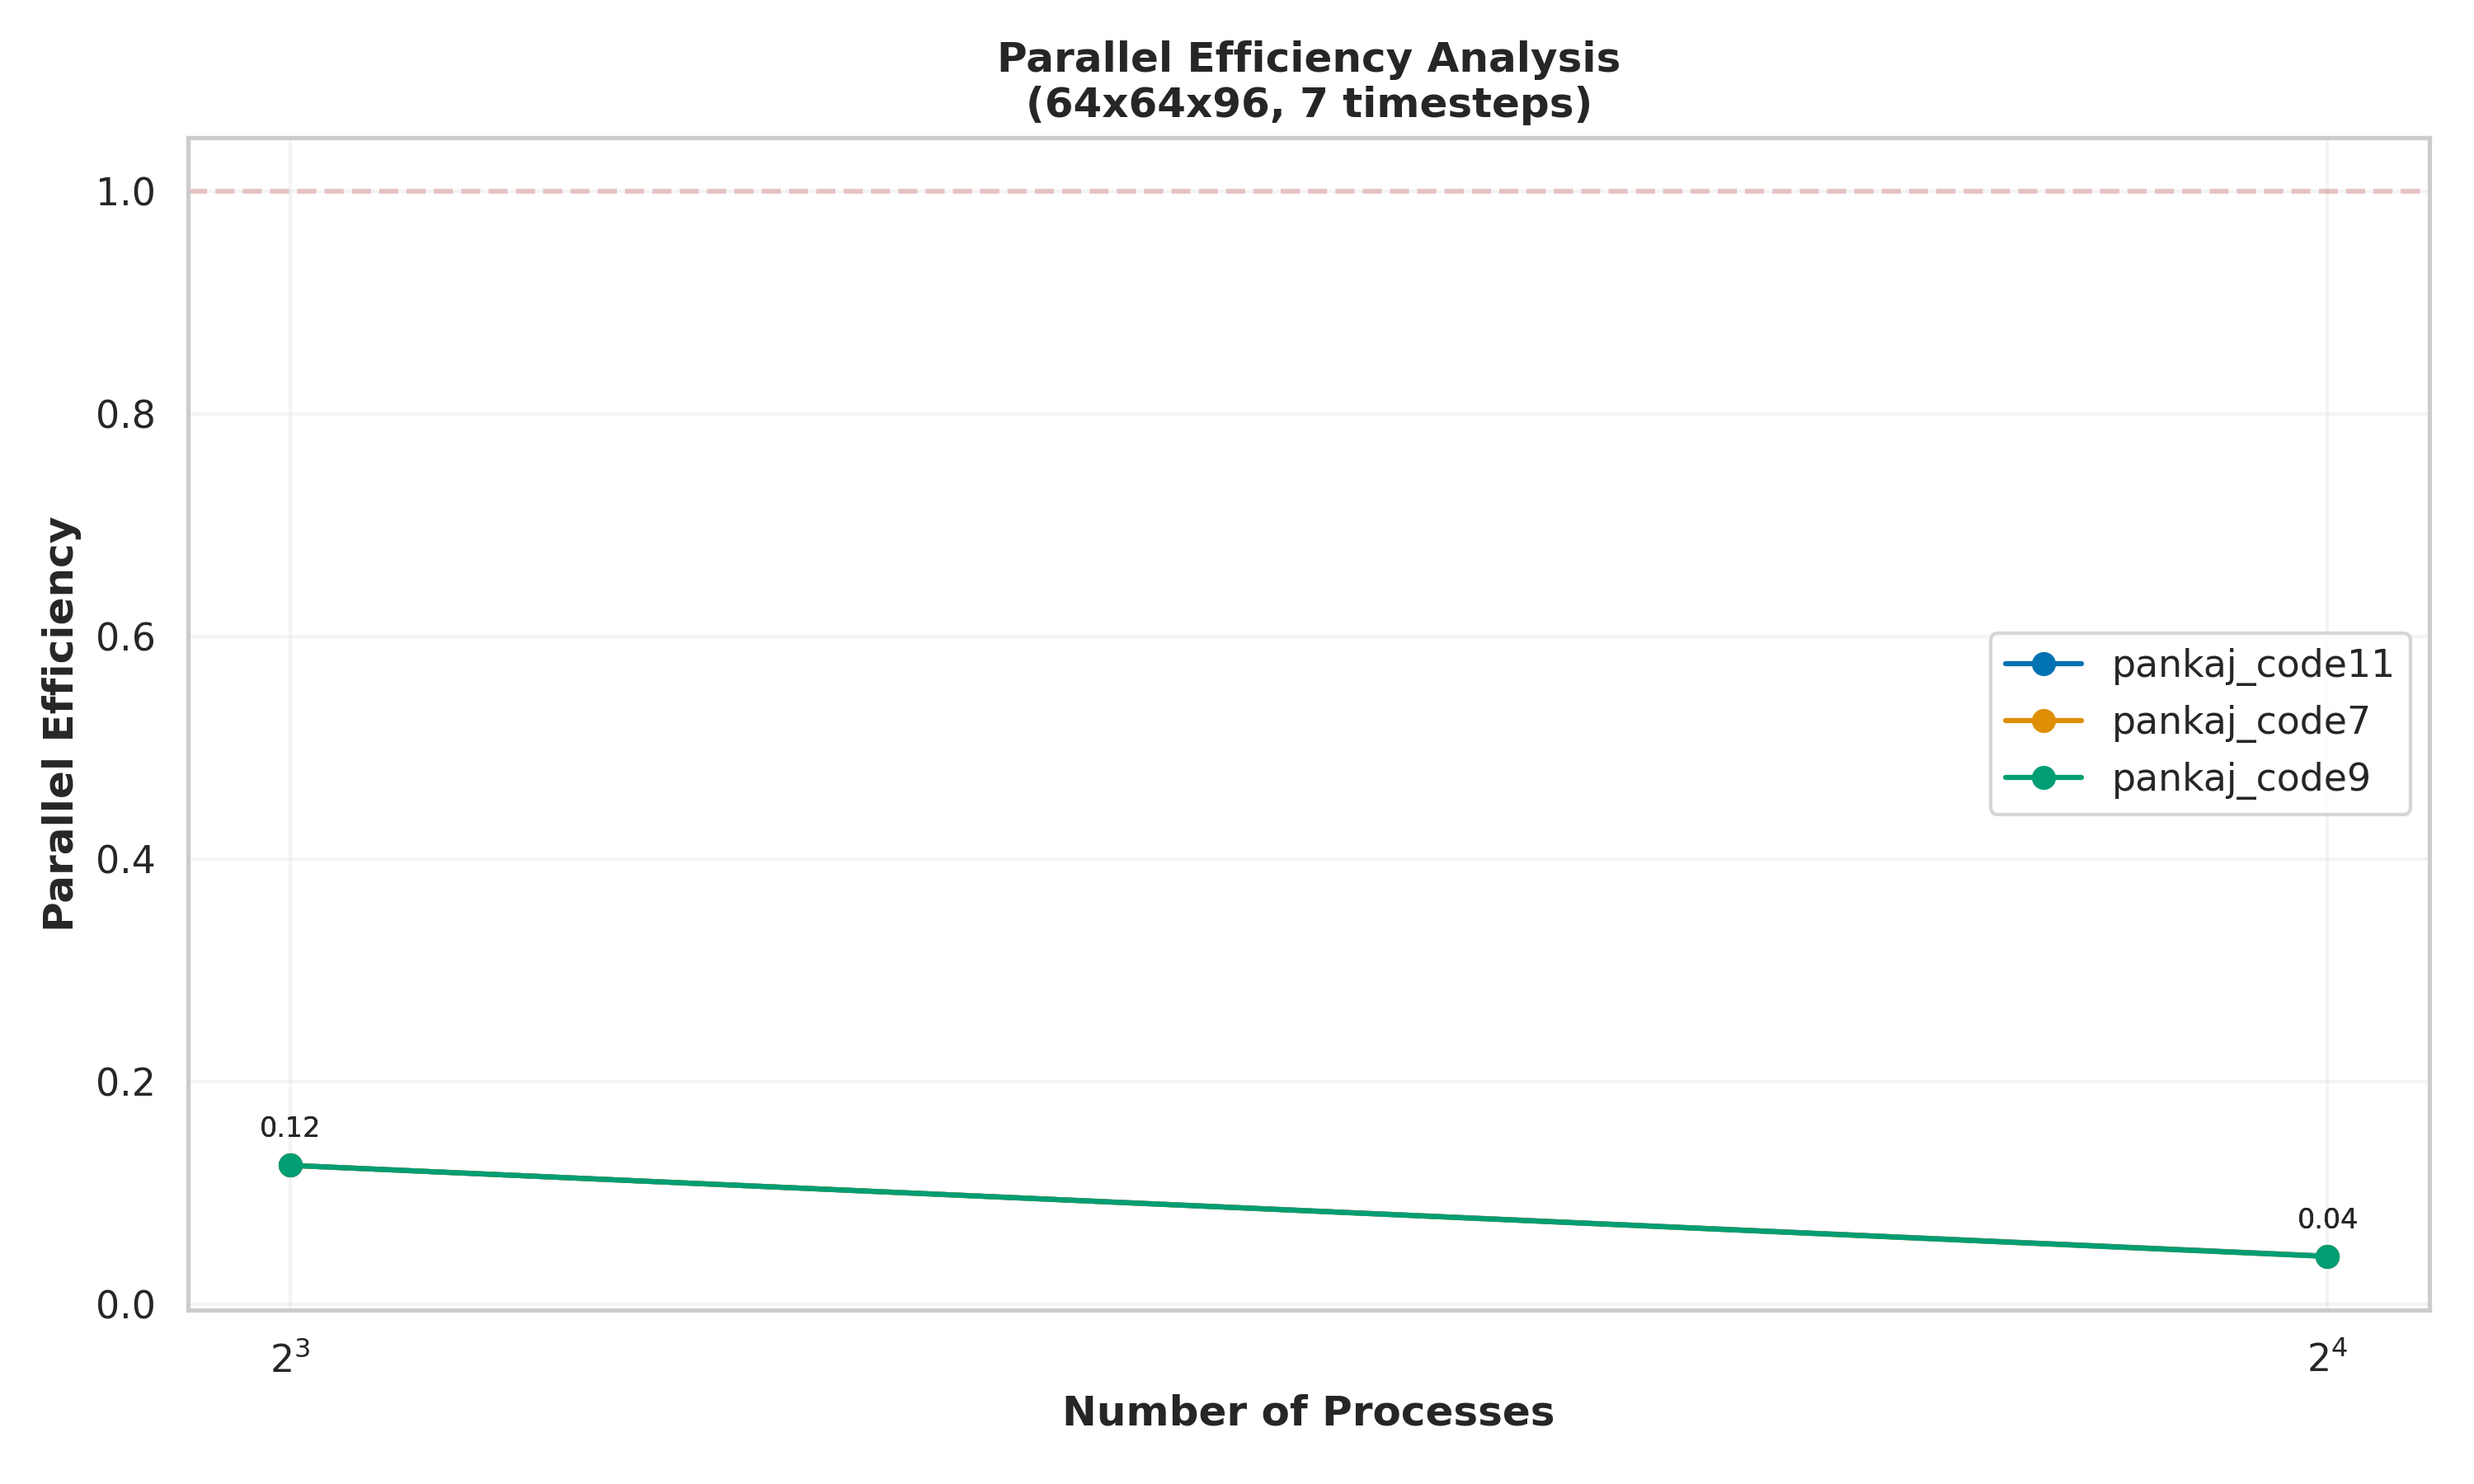 Parallel Efficiency Analysis
(64x64x96, 7 timesteps)
Parallel Efficiency
1.0
0.8
0.6
0.4
0.2
0.0
pankaj_code11
pankaj_code7
pankaj_code9
0.12
0.04
2³
2⁴
Number of Processes